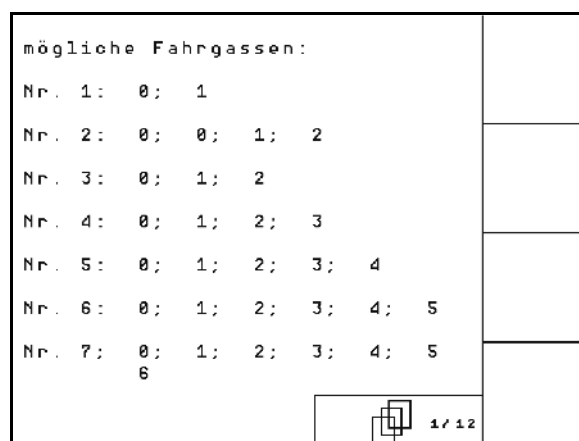 mögliche Fahrgassen:
Nr. 1: 0; 1
Nr. 2: 0; 0; 1; 2
Nr. 3: 0; 1; 2
Nr. 4: 0; 1; 2; 3
Nr. 5: 0; 1; 2; 3; 4
Nr. 6: 0; 1; 2; 3; 4; 5
Nr. 7; 0; 1; 2; 3; 4; 5
6
1/12